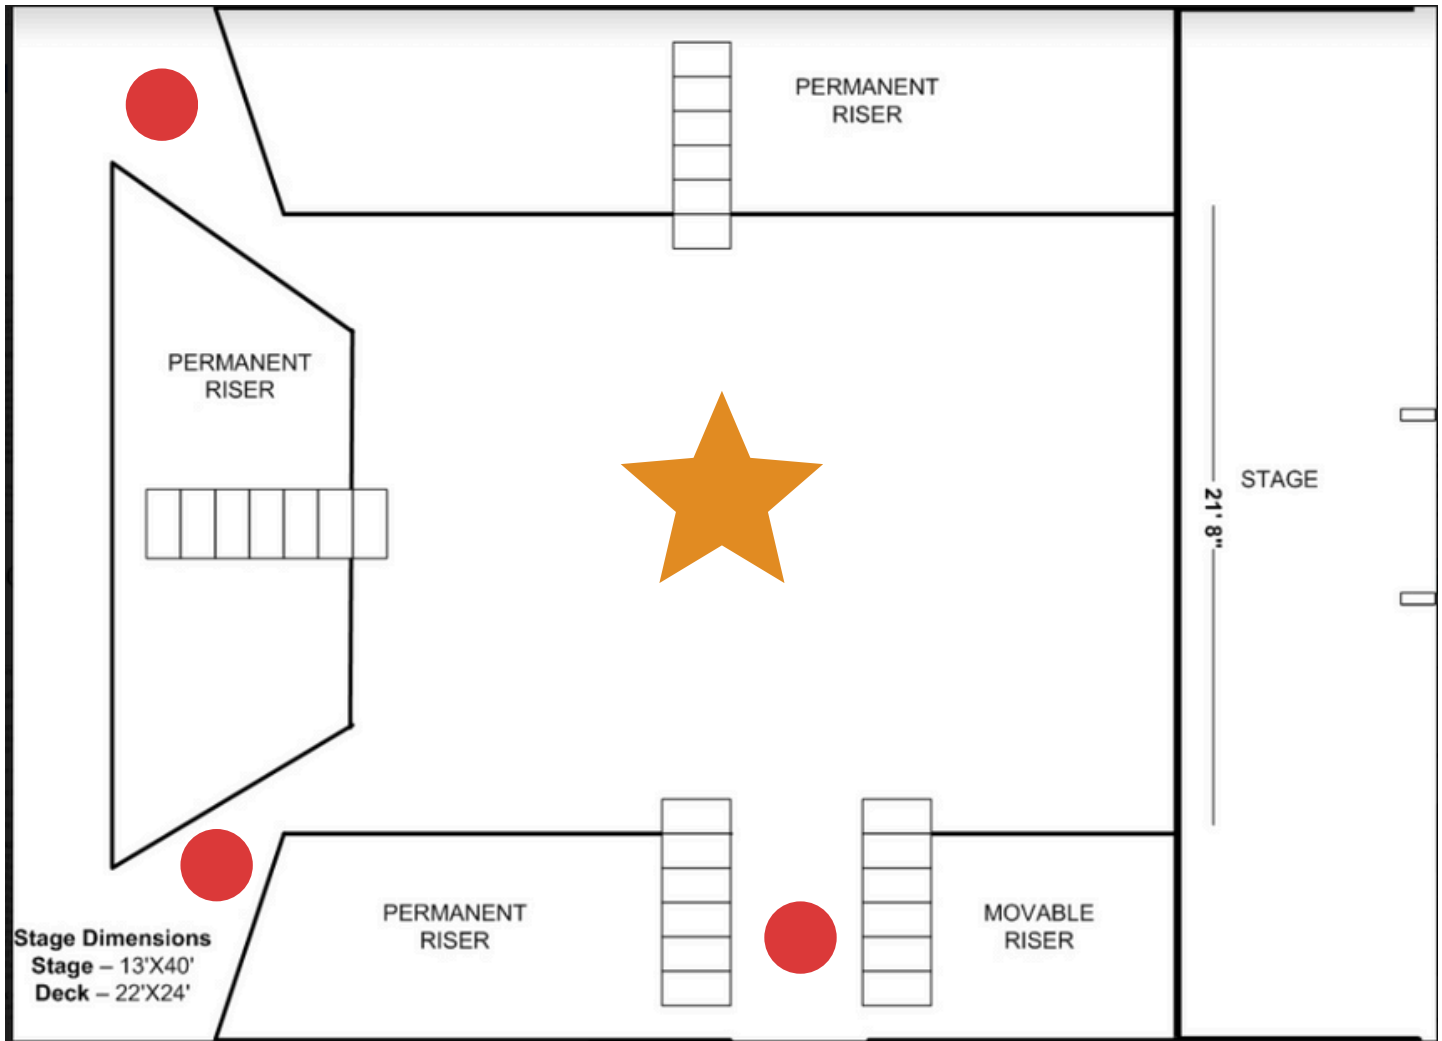 PERMANENT
RISER
PERMANENT
RISER
STAGE
21' 8"
PERMANENT
RISER
MOVABLE
RISER
Stage Dimensions
Stage – 13'X40'
Deck – 22'X24'